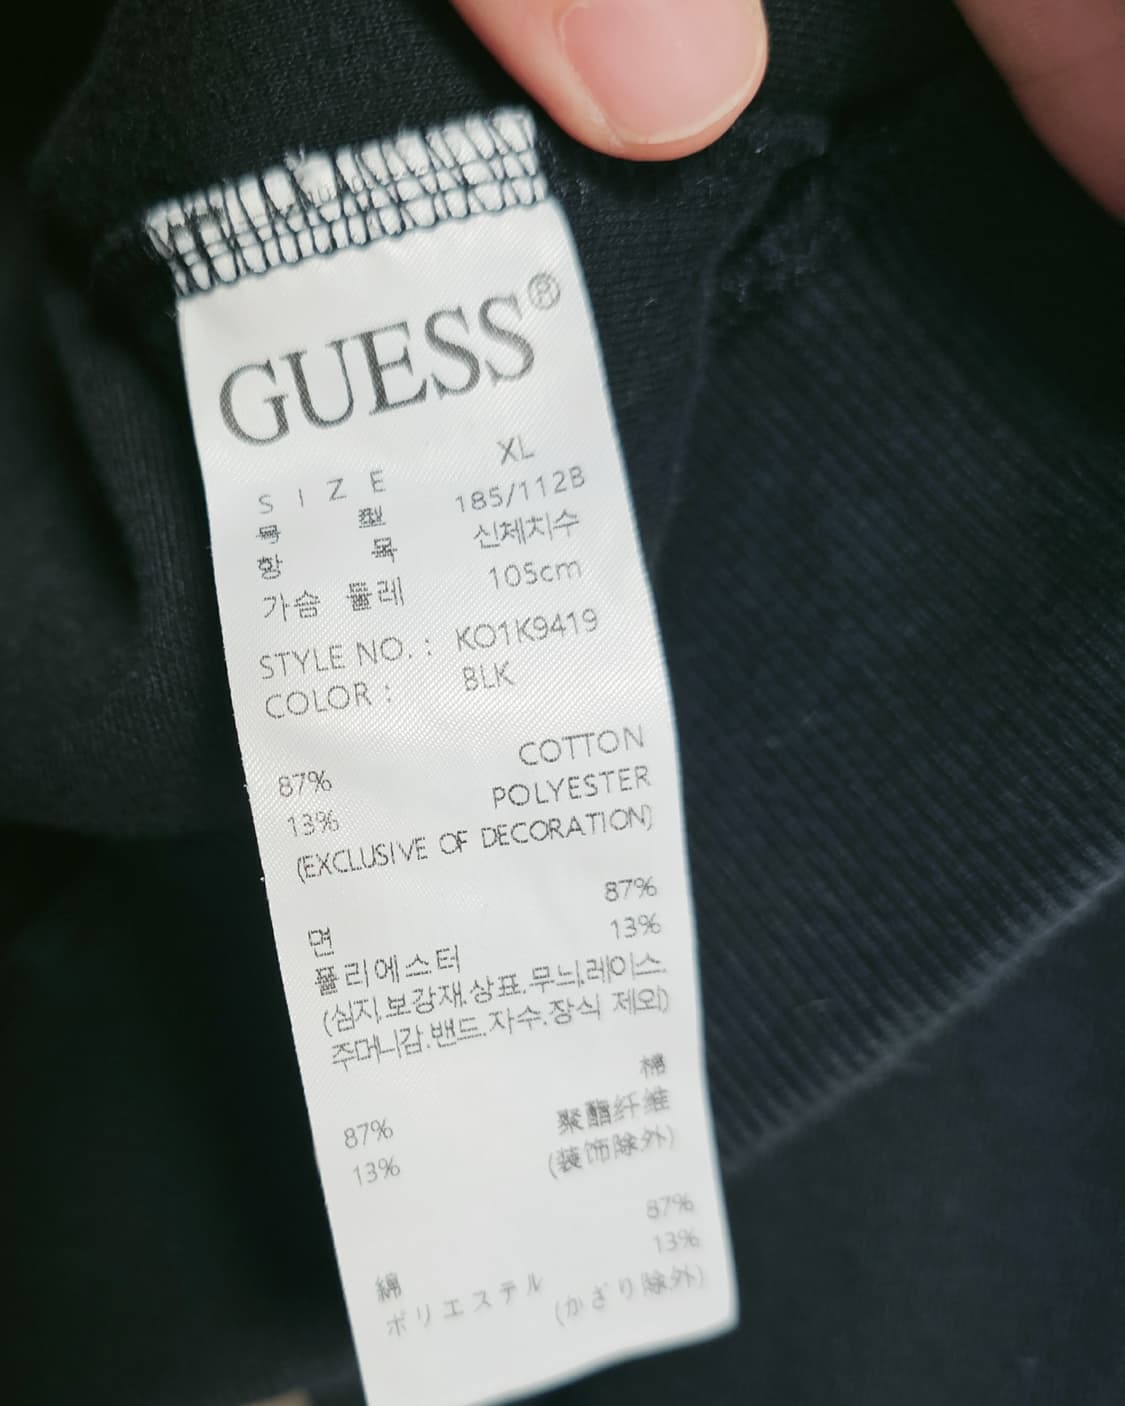 GUESS®
SIZE XL
号型 185/112B
항목 신체치수
가슴 둘레 105cm
STYLE NO. : KO1K9419
COLOR : BLK
87% COTTON
13% POLYESTER
(EXCLUSIVE OF DECORATION)
면 87%
폴리에스터 13%
(심지.보강재.상표.무늬.레이스.
주머니감.밴드.자수.장식 제외)
87% 棉
13% 聚酯纤维
(装饰除外)
綿 87%
ポリエステル 13%
(かざり除外)